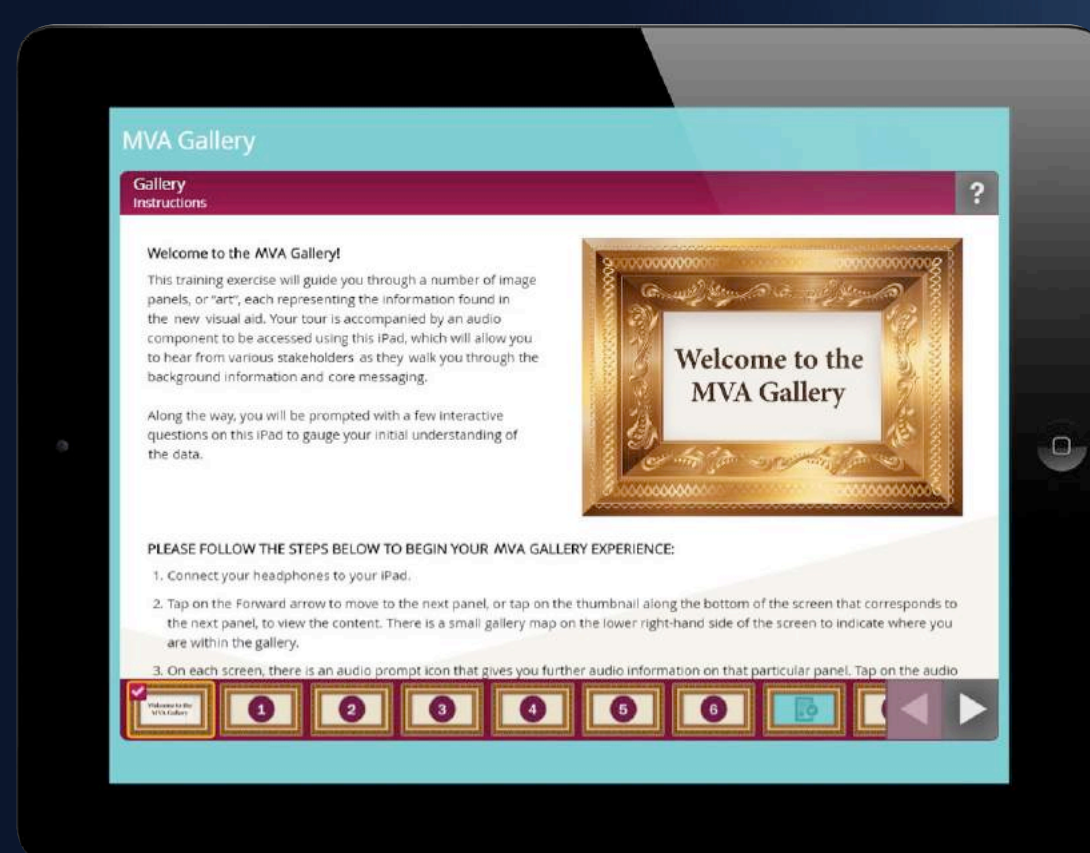 MVA Gallery
Gallery
Instructions
?
Welcome to the MVA Gallery!
This training exercise will guide you through a number of image
panels, or "art", each representing the information found in
the new visual aid. Your tour is accompanied by an audio
component to be accessed using this iPad, which will allow you
to hear from various stakeholders as they walk you through the
background information and core messaging.
Along the way, you will be prompted with a few interactive
questions on this iPad to gauge your initial understanding of
the data.
Welcome to the
MVA Gallery
PLEASE FOLLOW THE STEPS BELOW TO BEGIN YOUR MVA GALLERY EXPERIENCE:
1. Connect your headphones to your iPad.
2. Tap on the Forward arrow to move to the next panel, or tap on the thumbnail along the bottom of the screen that corresponds to
the next panel, to view the content. There is a small gallery map on the lower right-hand side of the screen to indicate where you
are within the gallery.
3. On each screen, there is an audio prompt icon that gives you further audio information on that particular panel. Tap on the audio
Welcome to the
MVA Gallery
1
2
3
4
5
6